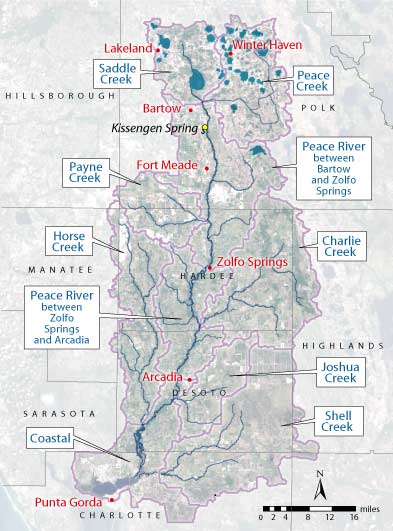 Lakeland
Winter Haven
Saddle
Creek
Peace
Creek
HILLSBOROUGH
POLK
Bartow
Kissengen Spring
Fort Meade
Peace River
between
Bartow
and Zolfo
Springs
Payne
Creek
Horse
Creek
Charlie
Creek
Zolfo Springs
MANATEE
HARDEE
Peace River
between
Zolfo
Springs
and Arcadia
HIGHLANDS
Joshua
Creek
Arcadia
DESOTO
SARASOTA
Shell
Creek
Coastal
N
Punta Gorda
CHARLOTTE
0 2 4 8 12 16 miles